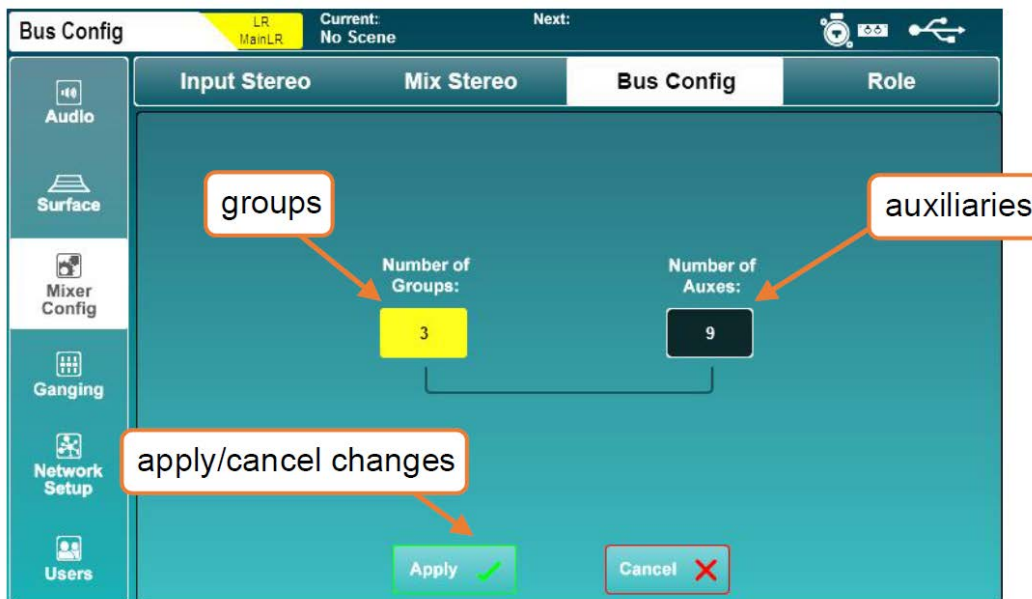 Bus Config
LR
MainLR
Current:
No Scene
Next:
Input Stereo
Mix Stereo
Bus Config
Role
Audio
Surface
Mixer
Config
Ganging
Network
Setup
Users
groups
auxiliaries
Number of
Groups:
3
Number of
Auxes:
9
apply/cancel changes
Apply
Cancel